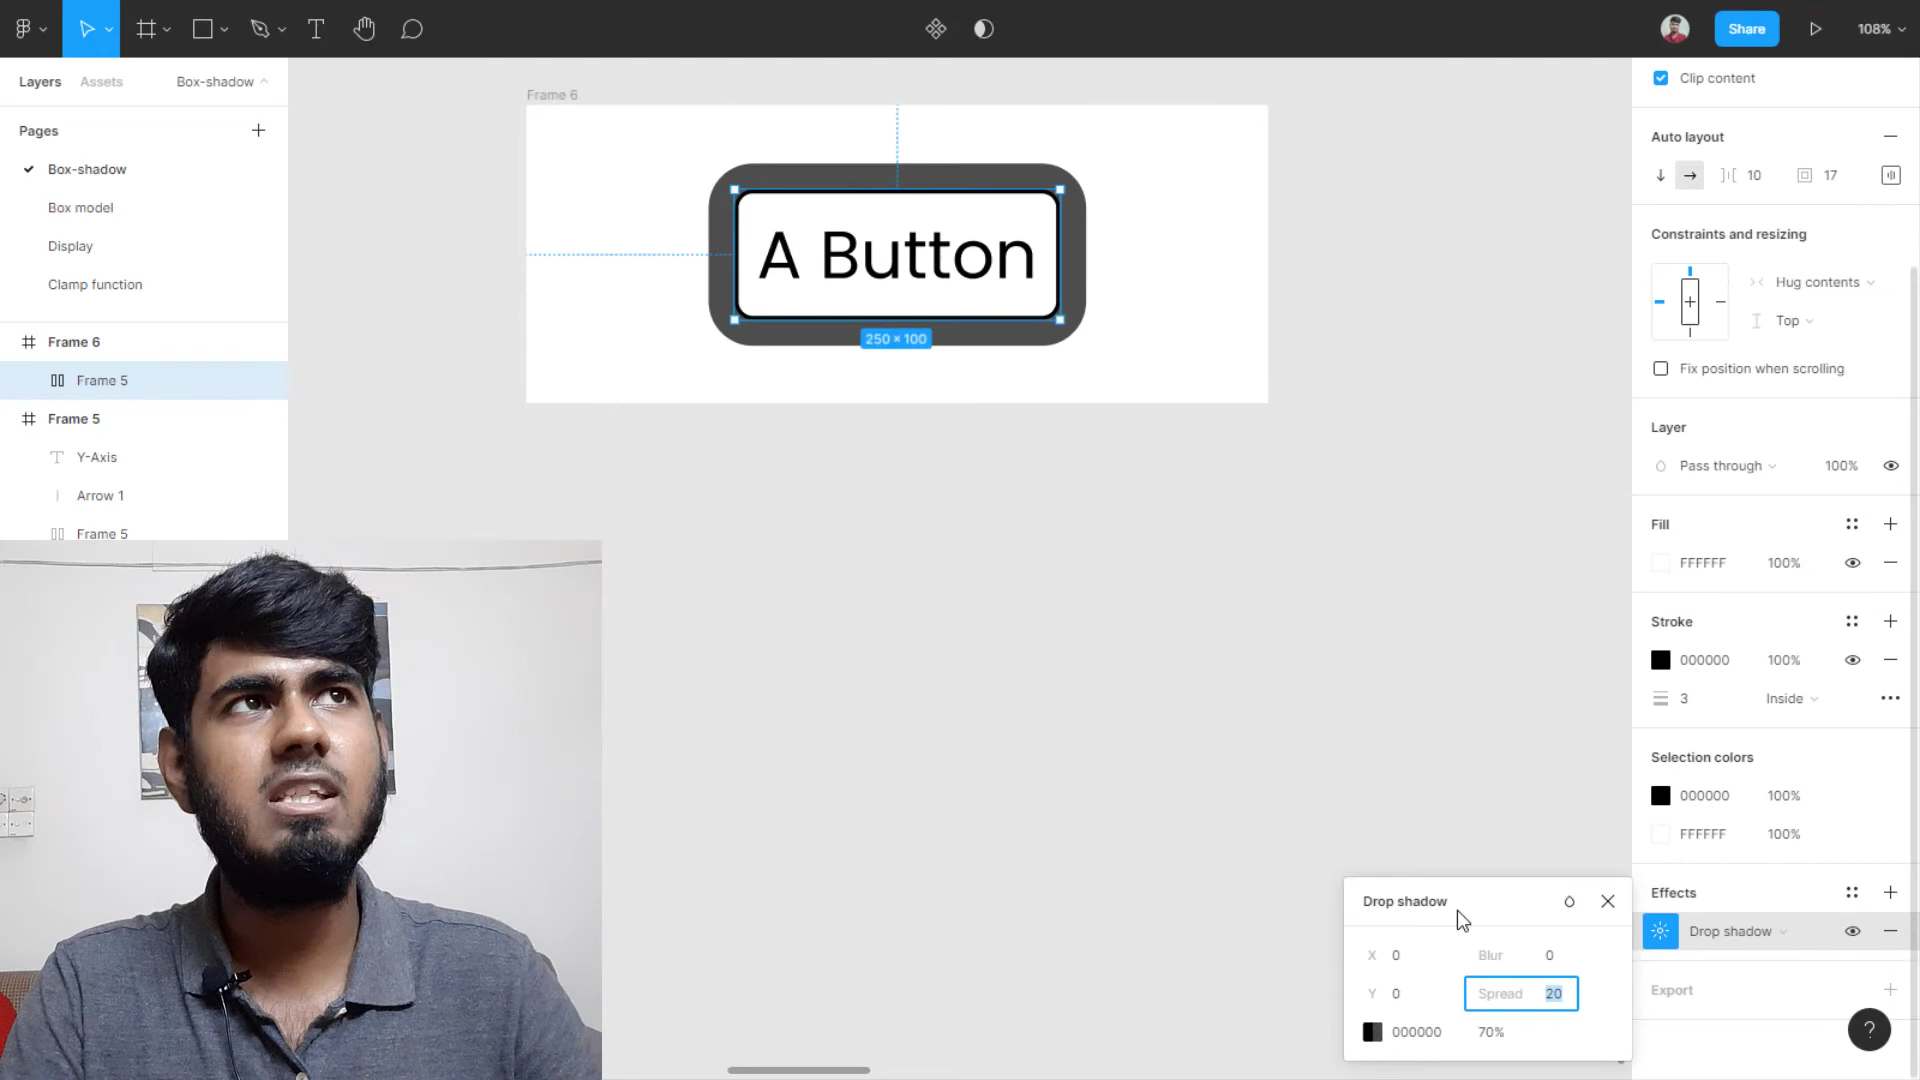 Share
108%
Layers
Assets
Box-shadow
Pages
Box-shadow
Box model
Display
Clamp function
Frame 6
Frame 5
Frame 5
Y-Axis
Arrow 1
Frame 5
Frame 6
A Button
250 × 100
Clip content
Auto layout
10
17
Constraints and resizing
Hug contents
Top
Fix position when scrolling
Layer
Pass through
100%
Fill
FFFFFF
100%
Stroke
000000
100%
3
Inside
Selection colors
000000
100%
FFFFFF
100%
Effects
Drop shadow
Export
?
Drop shadow
X 0
Blur 0
Y 0
Spread 20
000000
70%